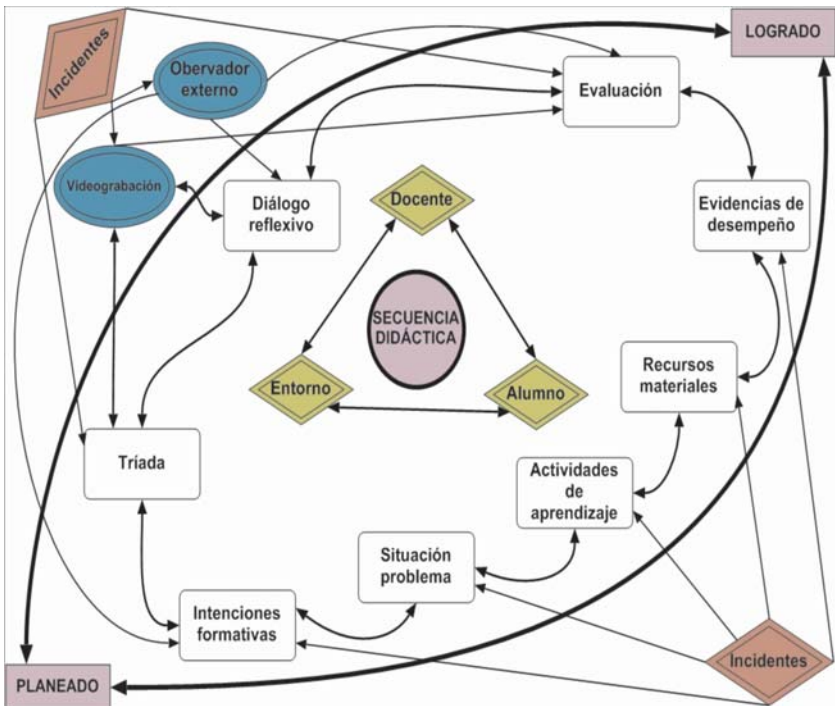 Incidentes
Obervador
externo
LOGRADO
Evaluación
Videograbación
Diálogo
reflexivo
Docente
Evidencias de
desempeño
SECUENCIA
DIDÁCTICA
Entorno
Alumno
Recursos
materiales
Tríada
Actividades
de
aprendizaje
Situación
problema
Intenciones
formativas
Incidentes
PLANEADO